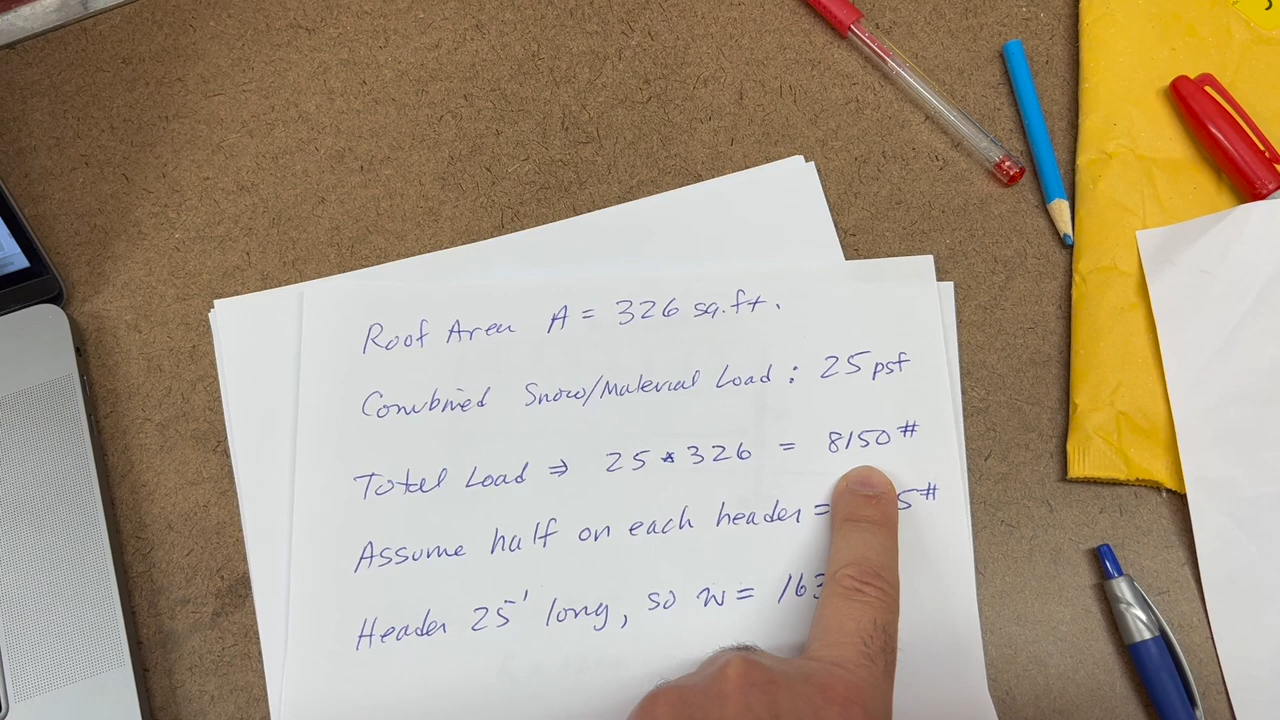 Roof Area A = 326 sq.ft.
Combined Snow/Material Load : 25 psf
Total Load ⇒ 25 * 326 = 8150#
Assume half on each header = 5#
Header 25' long, so w = 163